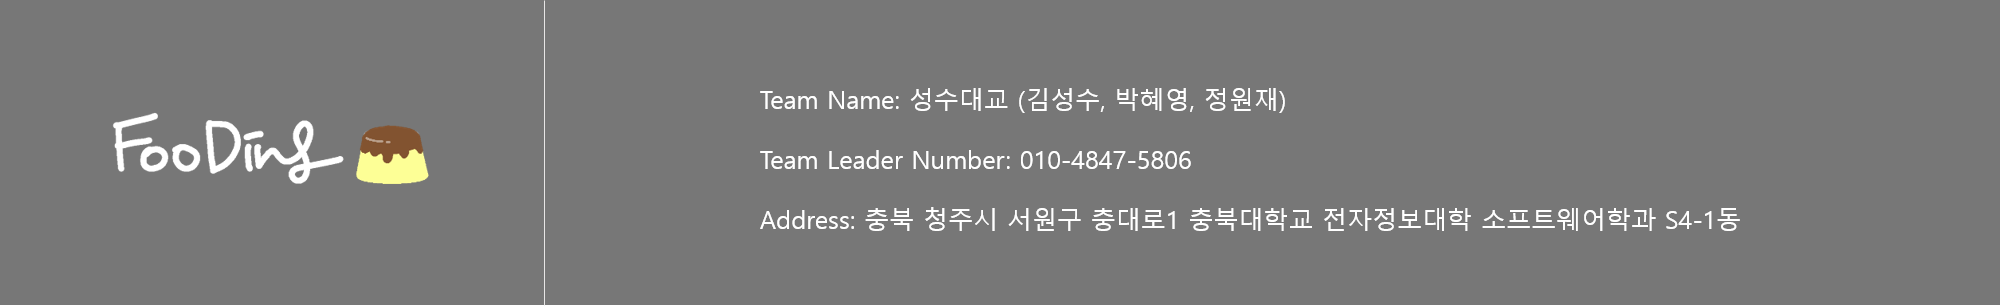 FooDing
Team Name: 성수대교 (김성수, 박혜영, 정원재)
Team Leader Number: 010-4847-5806
Address: 충북 청주시 서원구 충대로1 충북대학교 전자정보대학 소프트웨어학과 S4-1동